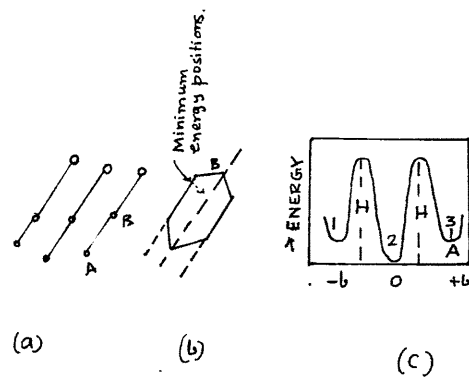 Minimum
energy positions.
B
B
A
ENERGY
H
H
1
2
3
A
-b
0
+b
(a)
(b)
(c)